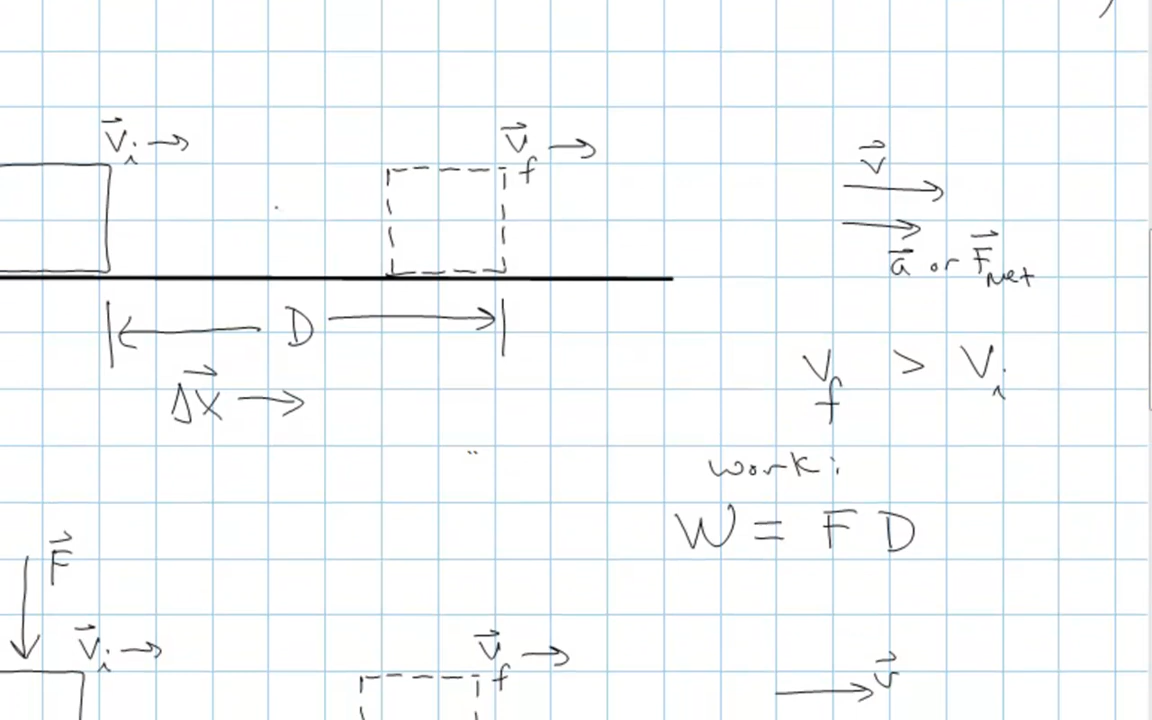 v⃗i → v⃗f →
v⃗
a⃗ or F⃗Net
D
Δx⃗ →
Vf > Vi
work:
W = F D
F⃗
v⃗i → v⃗f →
v⃗